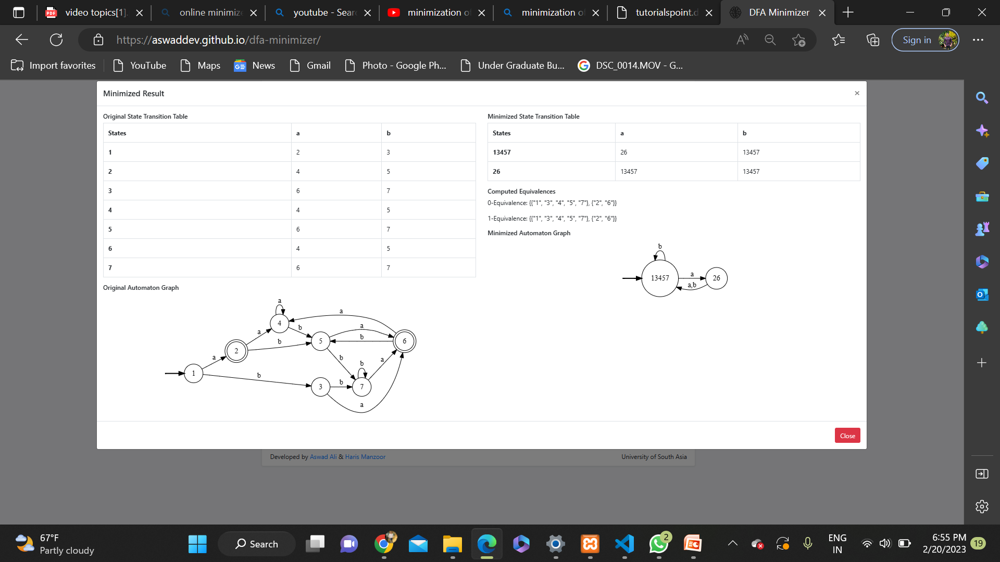 video topics[1].
online minimize
youtube - Sear
minimization of
minimization of
tutorialspoint.d
DFA Minimizer
https://aswaddev.github.io/dfa-minimizer/
Sign in
Import favorites
YouTube
Maps
News
Gmail
Photo - Google Ph...
Under Graduate Bu...
DSC_0014.MOV - G...
Minimized Result
×
Original State Transition Table
States a b
1 2 3
2 4 5
3 6 7
4 4 5
5 6 7
6 4 5
7 6 7
Original Automaton Graph
a
4
a
a
b
a
b
5
a
b
6
2
b
b
a
a
1
b
3
b
7
a
Minimized State Transition Table
States a b
13457 26 13457
26 13457 13457
Computed Equivalences
0-Equivalence: {{"1", "3", "4", "5", "7"}, {"2", "6"}}
1-Equivalence: {{"1", "3", "4", "5", "7"}, {"2", "6"}}
Minimized Automaton Graph
b
13457
a
a,b
26
Close
Developed by Aswad Ali & Haris Manzoor
University of South Asia
67°F
Partly cloudy
Search
2
ENG
IN
6:55 PM
2/20/2023
19